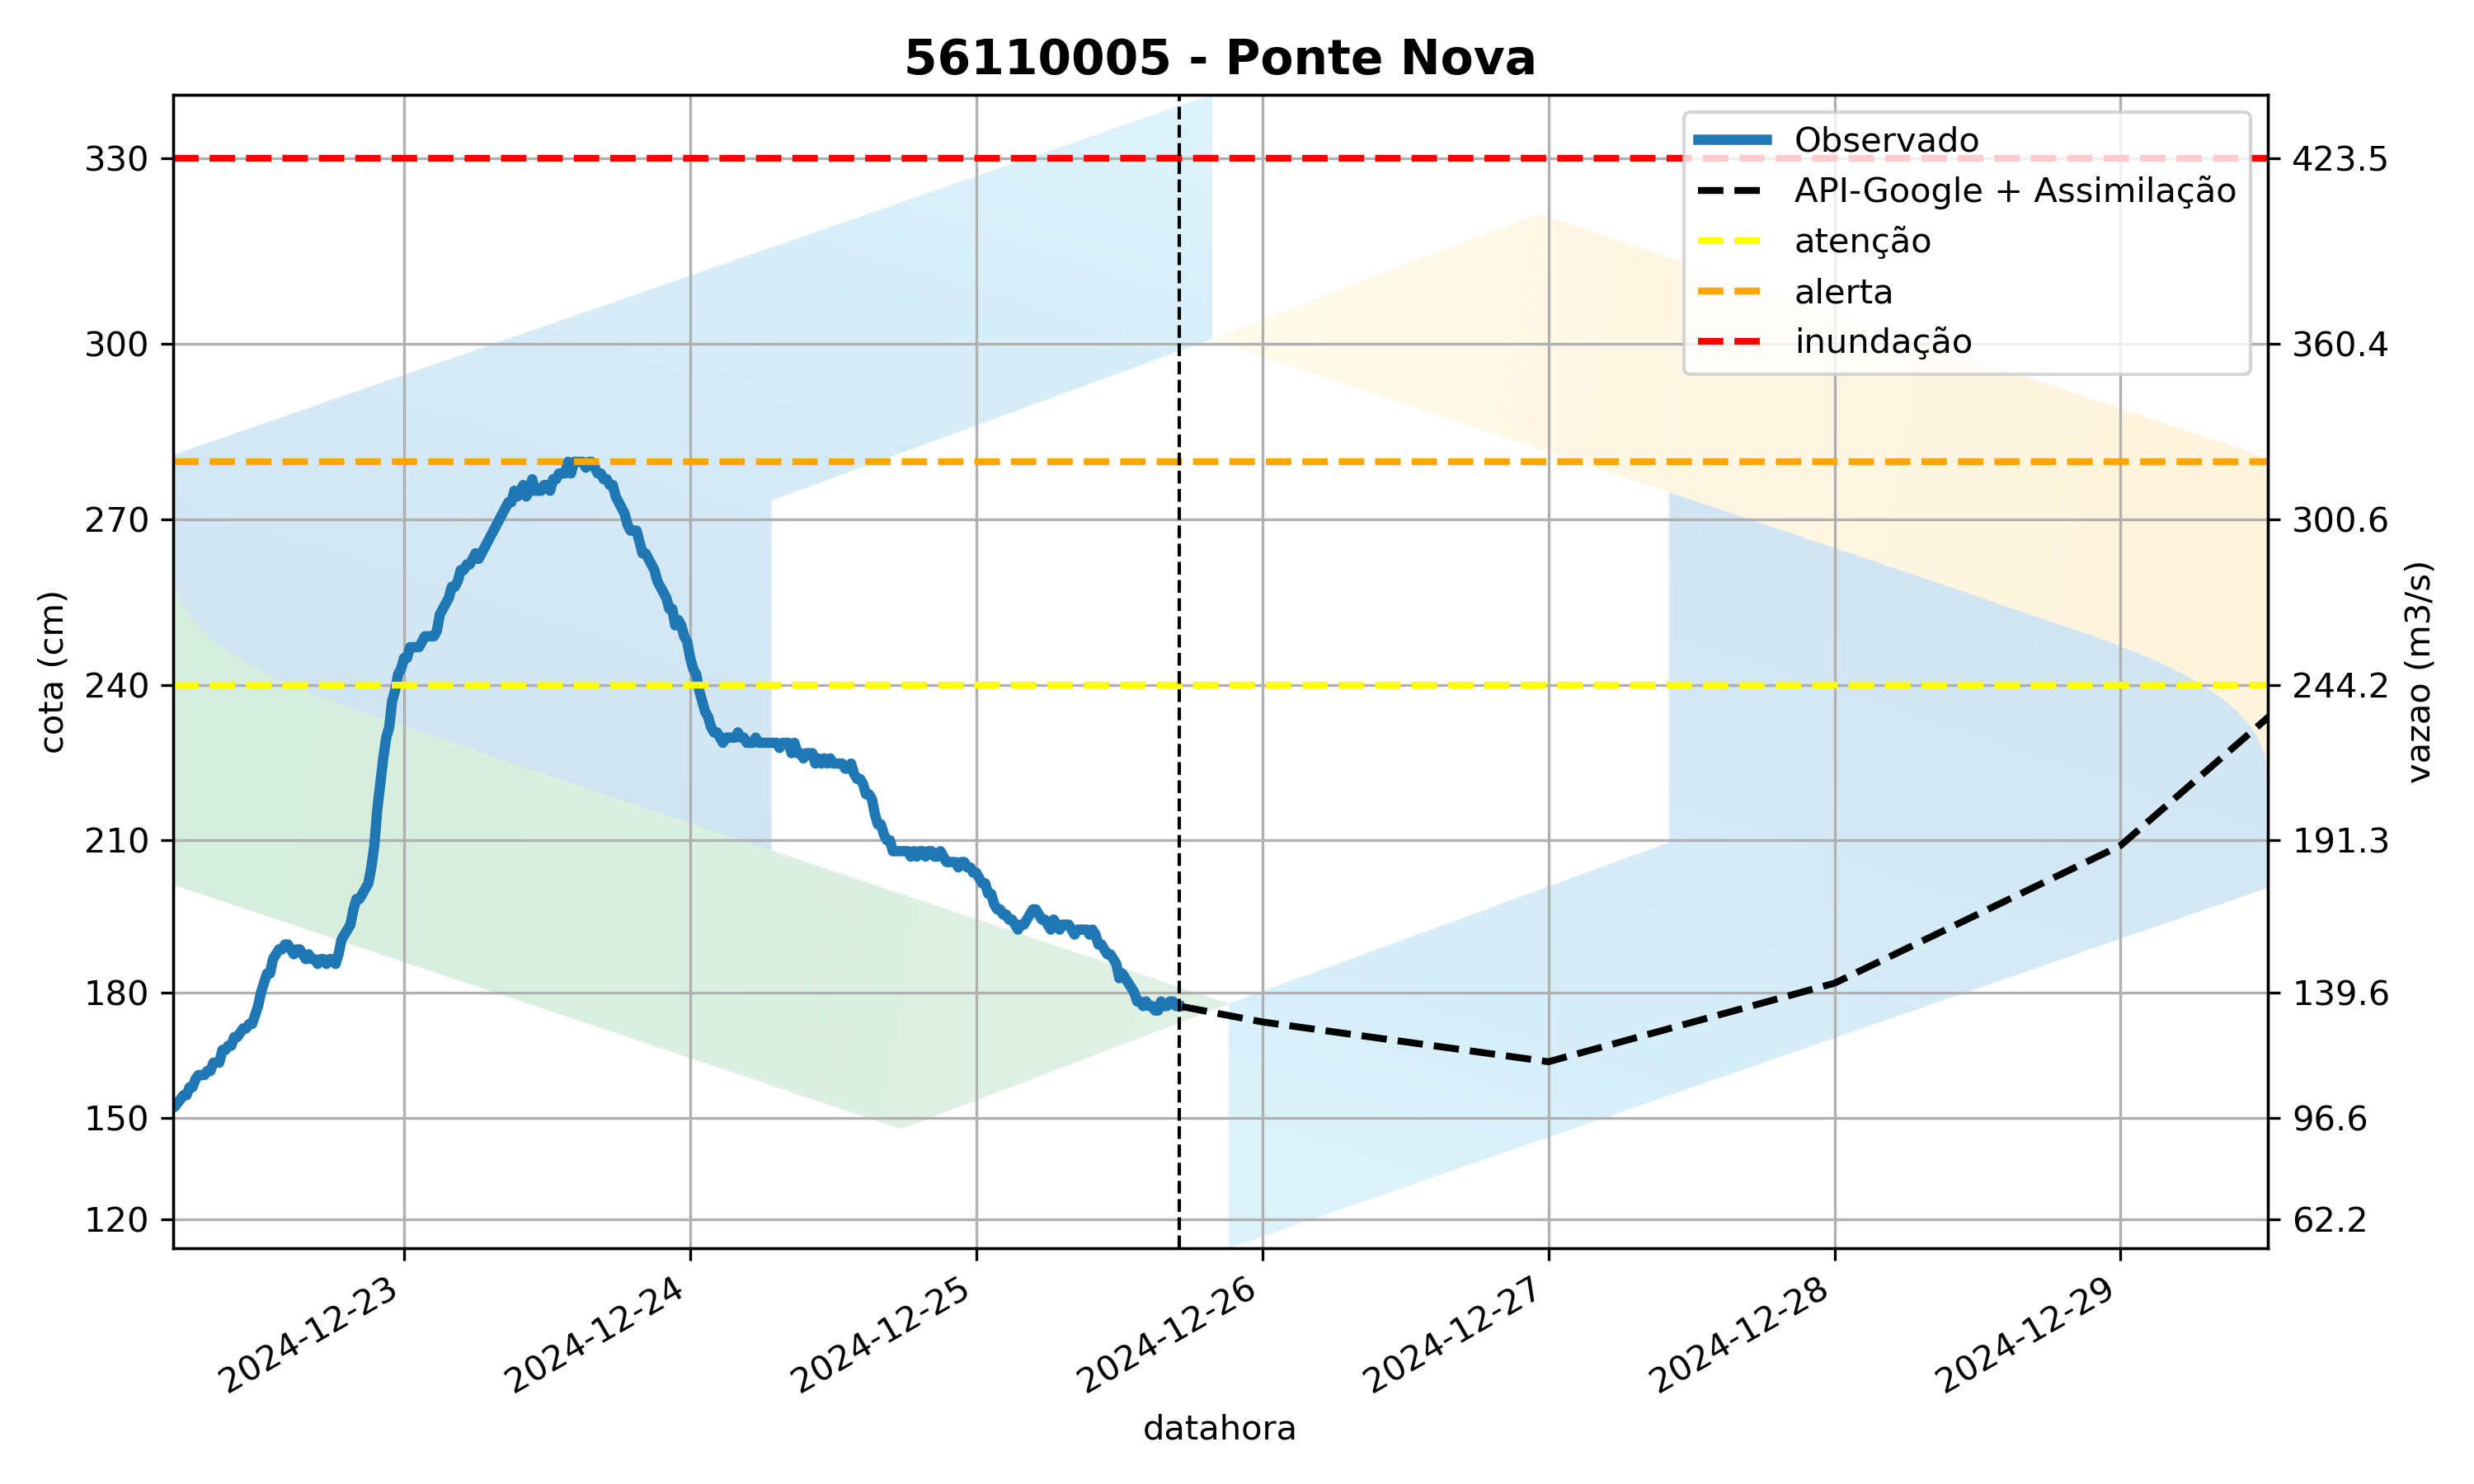 56110005 - Ponte Nova
Observado
API-Google + Assimilação
atenção
alerta
inundação
330
300
270
240
210
180
150
120
cota (cm)
423.5
360.4
300.6
244.2
191.3
139.6
96.6
62.2
vazao (m3/s)
2024-12-23
2024-12-24
2024-12-25
2024-12-26
2024-12-27
2024-12-28
2024-12-29
datahora